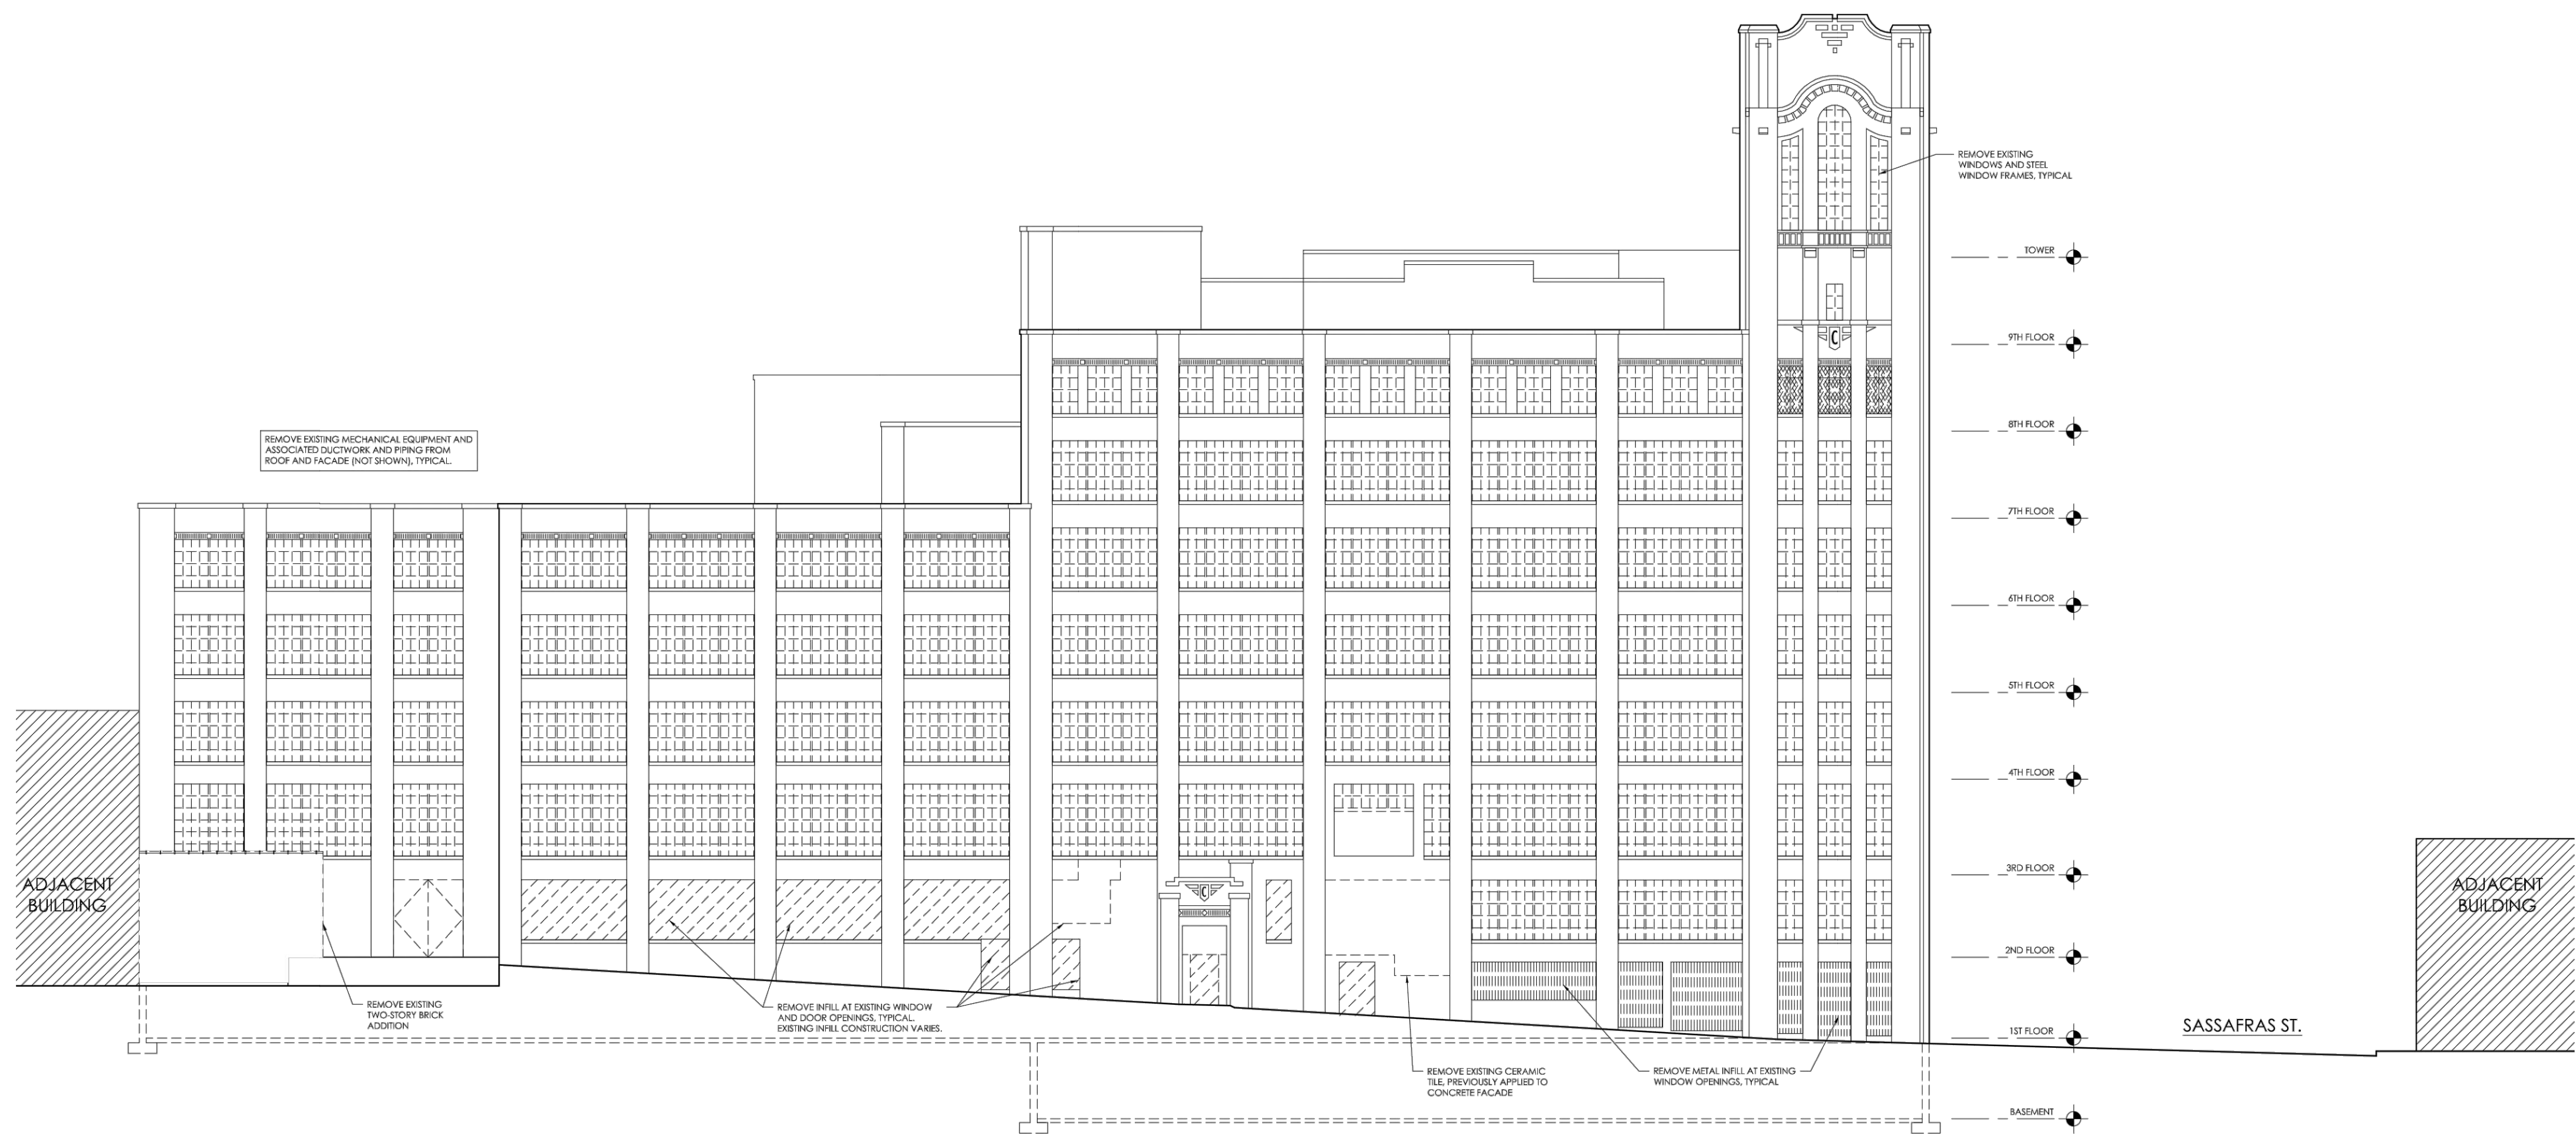 REMOVE EXISTING
WINDOWS AND STEEL
WINDOW FRAMES, TYPICAL
TOWER
9TH FLOOR
C
8TH FLOOR
REMOVE EXISTING MECHANICAL EQUIPMENT AND
ASSOCIATED DUCTWORK AND PIPING FROM
ROOF AND FACADE (NOT SHOWN), TYPICAL.
7TH FLOOR
6TH FLOOR
5TH FLOOR
4TH FLOOR
3RD FLOOR
ADJACENT
BUILDING
C
ADJACENT
BUILDING
2ND FLOOR
REMOVE EXISTING
TWO-STORY BRICK
ADDITION
REMOVE INFILL AT EXISTING WINDOW
AND DOOR OPENINGS, TYPICAL.
EXISTING INFILL CONSTRUCTION VARIES.
1ST FLOOR
SASSAFRAS ST.
REMOVE EXISTING CERAMIC
TILE, PREVIOUSLY APPLIED TO
CONCRETE FACADE
REMOVE METAL INFILL AT EXISTING
WINDOW OPENINGS, TYPICAL
BASEMENT